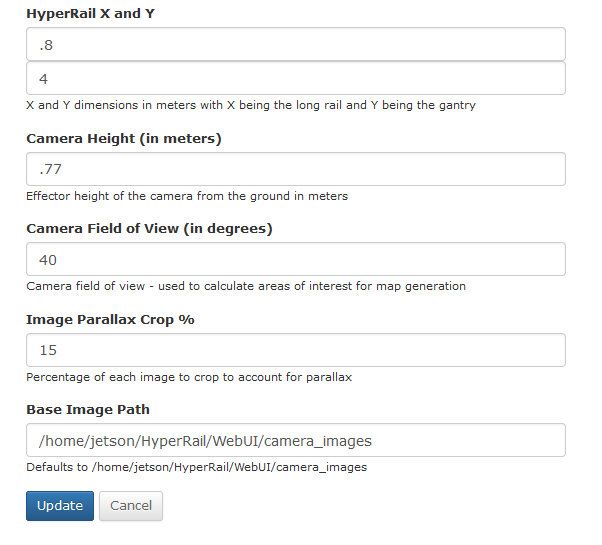 HyperRail X and Y
.8
4
X and Y dimensions in meters with X being the long rail and Y being the gantry
Camera Height (in meters)
.77
Effector height of the camera from the ground in meters
Camera Field of View (in degrees)
40
Camera field of view - used to calculate areas of interest for map generation
Image Parallax Crop %
15
Percentage of each image to crop to account for parallax
Base Image Path
/home/jetson/HyperRail/WebUI/camera_images
Defaults to /home/jetson/HyperRail/WebUI/camera_images
Update Cancel